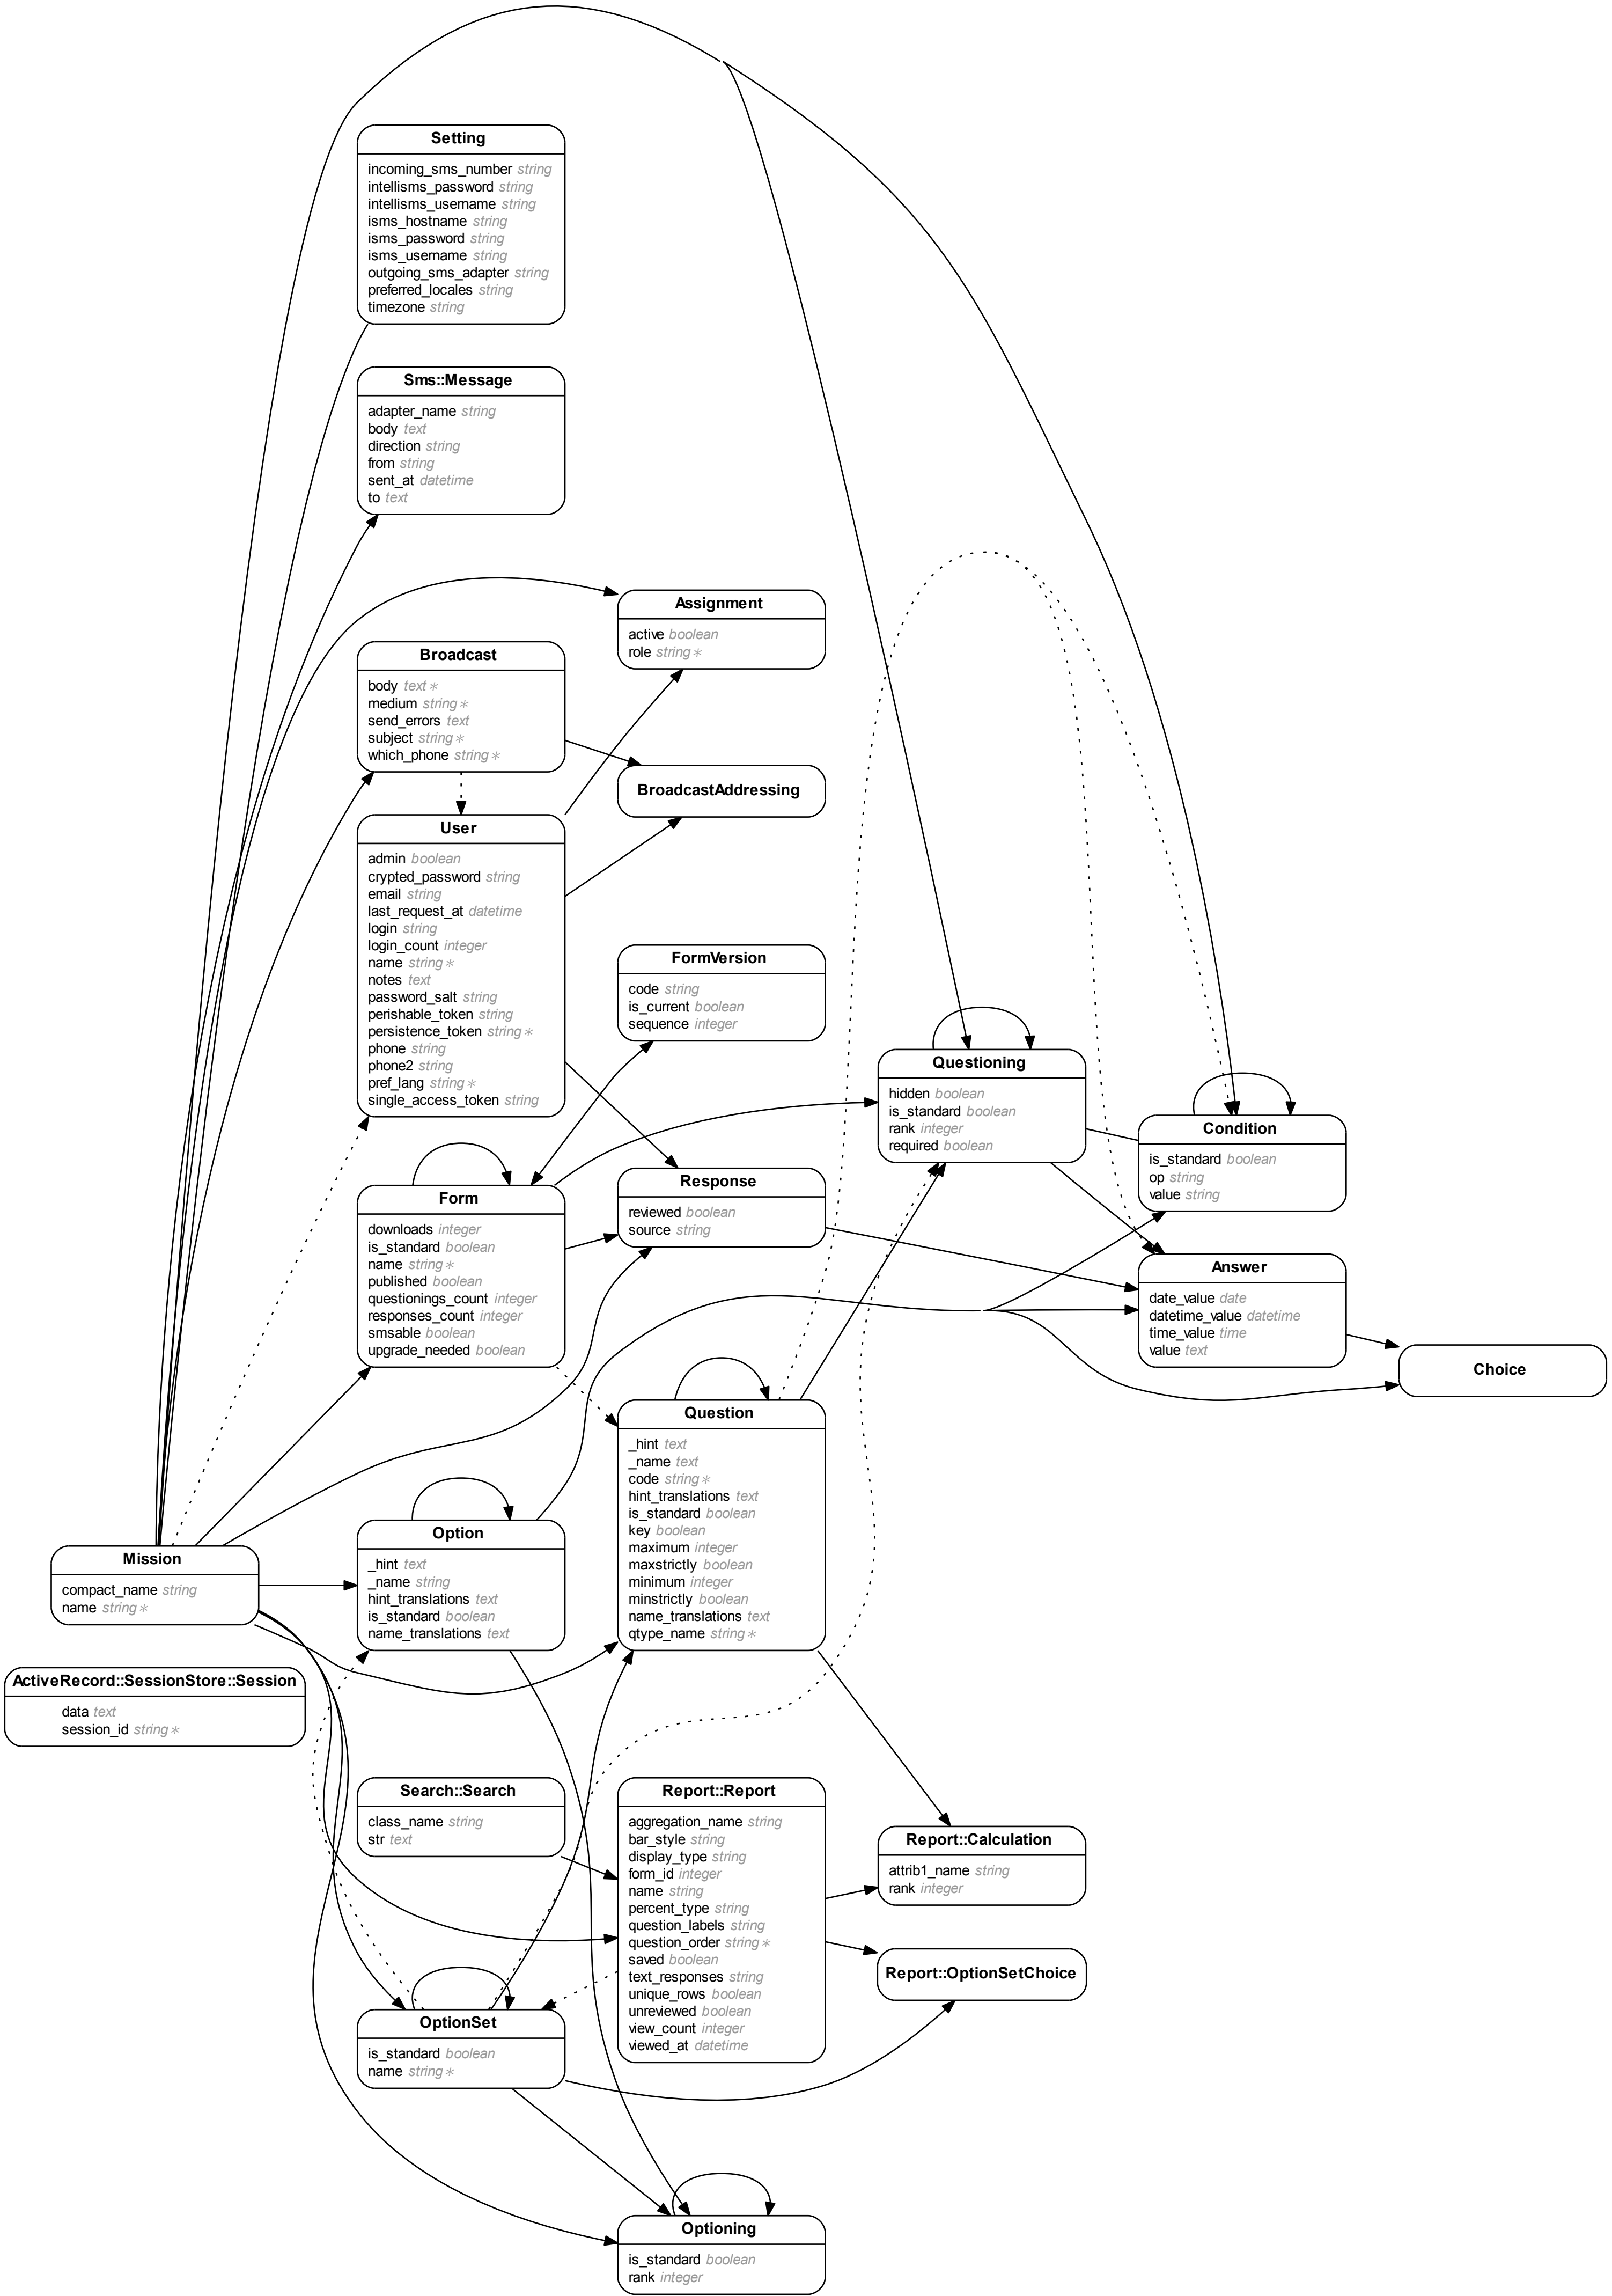 Setting
incoming_sms_number string
intellisms_password string
intellisms_username string
isms_hostname string
isms_password string
isms_username string
outgoing_sms_adapter string
preferred_locales string
timezone string
Sms::Message
adapter_name string
body text
direction string
from string
sent_at datetime
to text
Assignment
active boolean
role string∗
Broadcast
body text∗
medium string∗
send_errors text
subject string∗
which_phone string∗
BroadcastAddressing
User
admin boolean
crypted_password string
email string
last_request_at datetime
login string
login_count integer
name string∗
notes text
password_salt string
perishable_token string
persistence_token string∗
phone string
phone2 string
pref_lang string∗
single_access_token string
FormVersion
code string
is_current boolean
sequence integer
Questioning
hidden boolean
is_standard boolean
rank integer
required boolean
Condition
is_standard boolean
op string
value string
Form
downloads integer
is_standard boolean
name string∗
published boolean
questionings_count integer
responses_count integer
smsable boolean
upgrade_needed boolean
Response
reviewed boolean
source string
Answer
date_value date
datetime_value datetime
time_value time
value text
Choice
Question
_hint text
_name text
code string∗
hint_translations text
is_standard boolean
key boolean
maximum integer
maxstrictly boolean
minimum integer
minstrictly boolean
name_translations text
qtype_name string∗
Option
_hint text
_name string
hint_translations text
is_standard boolean
name_translations text
Mission
compact_name string
name string∗
ActiveRecord::SessionStore::Session
data text
session_id string∗
Search::Search
class_name string
str text
Report::Report
aggregation_name string
bar_style string
display_type string
form_id integer
name string
percent_type string
question_labels string
question_order string∗
saved boolean
text_responses string
unique_rows boolean
unreviewed boolean
view_count integer
viewed_at datetime
Report::Calculation
attrib1_name string
rank integer
Report::OptionSetChoice
OptionSet
is_standard boolean
name string∗
Optioning
is_standard boolean
rank integer